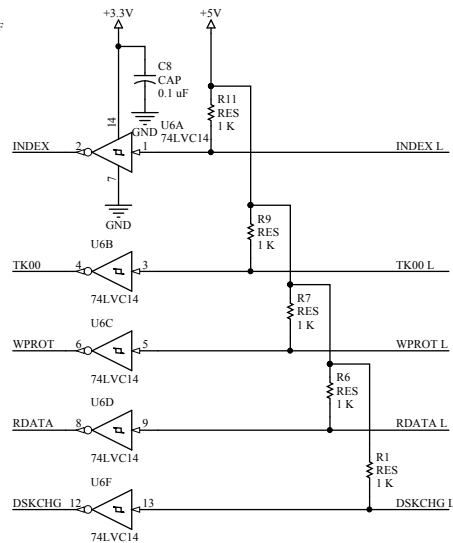 +3.3V
+5V
C8
CAP
0.1 uF
R11
RES
1 K
14
GND
U6A
74LVC14
INDEX
2
1
INDEX L
7
GND
R9
RES
1 K
U6B
TK00
4
3
TK00 L
74LVC14
R7
RES
1 K
U6C
WPROT
6
5
WPROT L
74LVC14
R6
RES
1 K
U6D
RDATA
8
9
RDATA L
74LVC14
R1
RES
1 K
U6F
DSKCHG
12
13
DSKCHG L
74LVC14